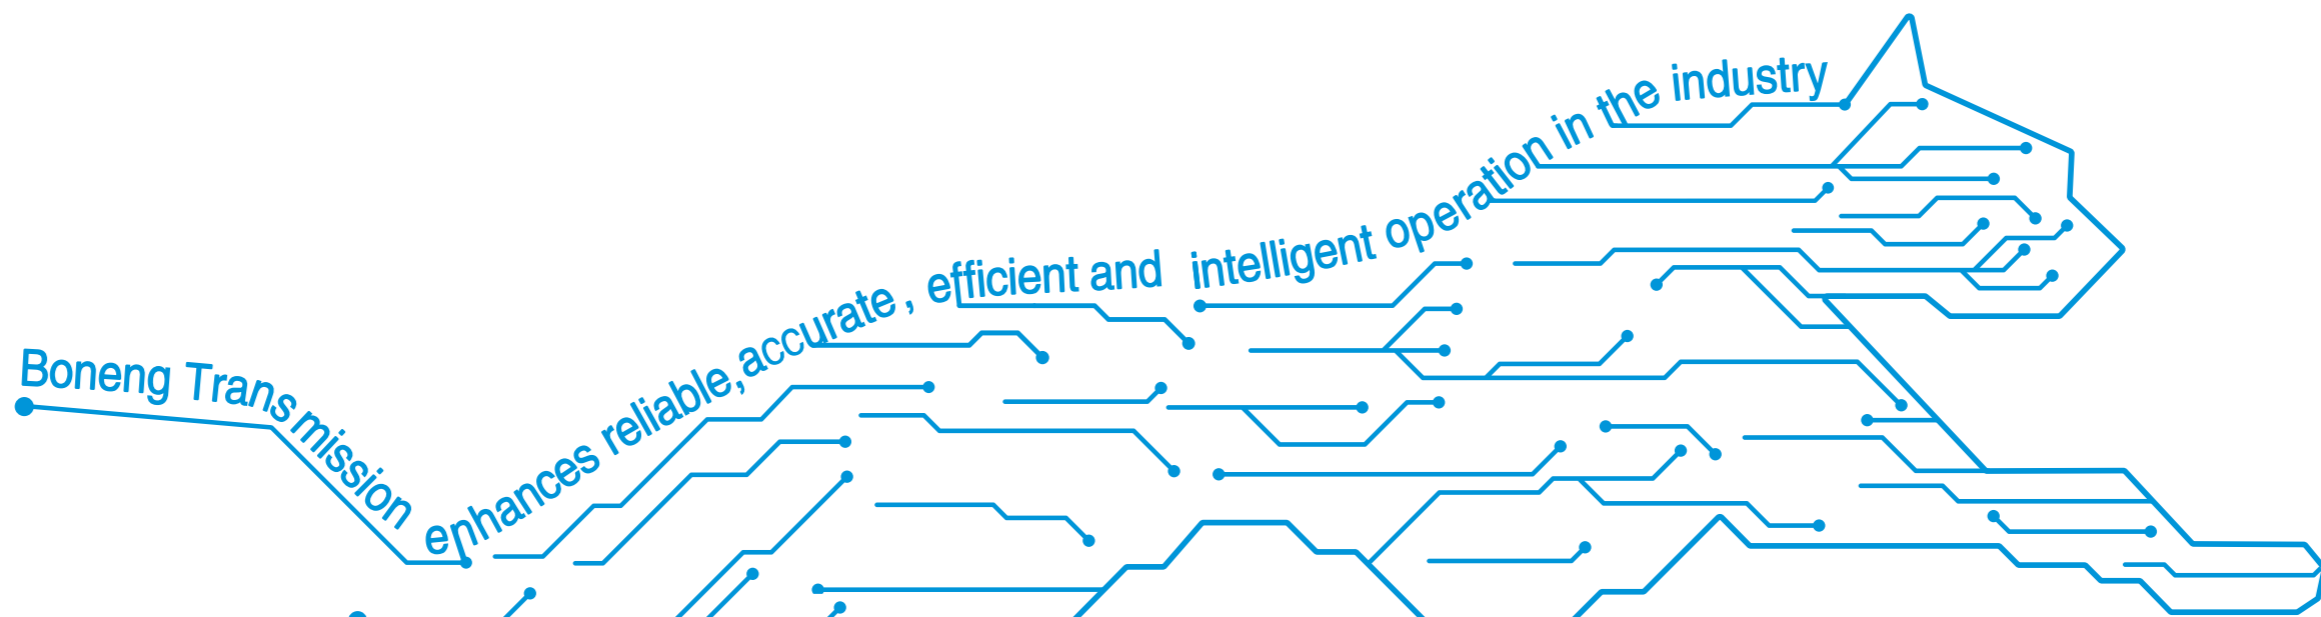 Boneng Transmission enhances reliable, accurate, efficient and intelligent operation in the industry